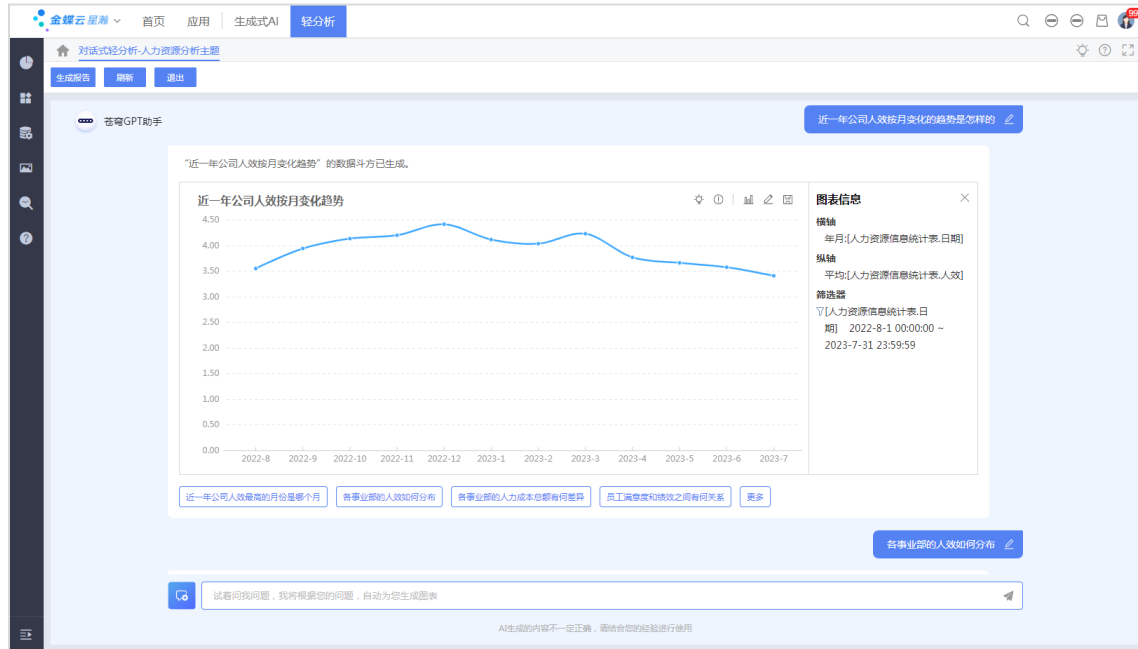 金蝶云 星瀚 首页 应用 生成式AI 轻分析
99
对话式轻分析-人力资源分析主题
生成报告 刷新 退出
苍穹GPT助手
近一年公司人效按月变化的趋势是怎样的
“近一年公司人效按月变化趋势”的数据斗方已生成。
近一年公司人效按月变化趋势
4.50
4.00
3.50
3.00
2.50
2.00
1.50
1.00
0.50
0.00
2022-8 2022-9 2022-10 2022-11 2022-12 2023-1 2023-2 2023-3 2023-4 2023-5 2023-6 2023-7
图表信息
横轴
年月:[人力资源信息统计表.日期]
纵轴
平均:[人力资源信息统计表.人效]
筛选器
[人力资源信息统计表.日
期] 2022-8-1 00:00:00 ~
2023-7-31 23:59:59
近一年公司人效最高的月份是哪个月 各事业部的人效如何分布 各事业部的人力成本总额有何差异 员工满意度和绩效之间有何关系 更多
各事业部的人效如何分布
试着问我问题，我将根据您的问题，自动为您生成图表
AI生成的内容不一定正确，请结合您的经验进行使用